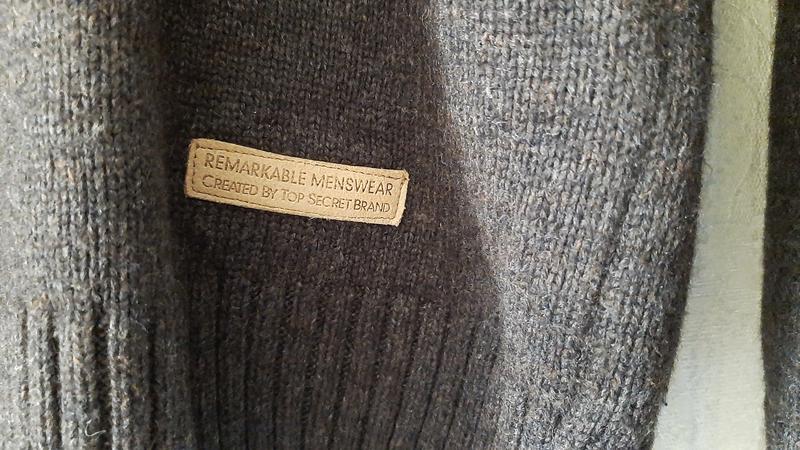 REMARKABLE MENSWEAR
CREATED BY TOP SECRET BRAND